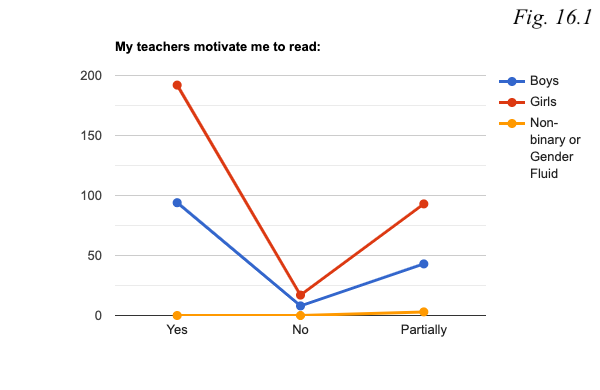 Fig. 16.1
My teachers motivate me to read:
200
150
100
50
0
Yes
No
Partially
Boys
Girls
Non-
binary or
Gender
Fluid